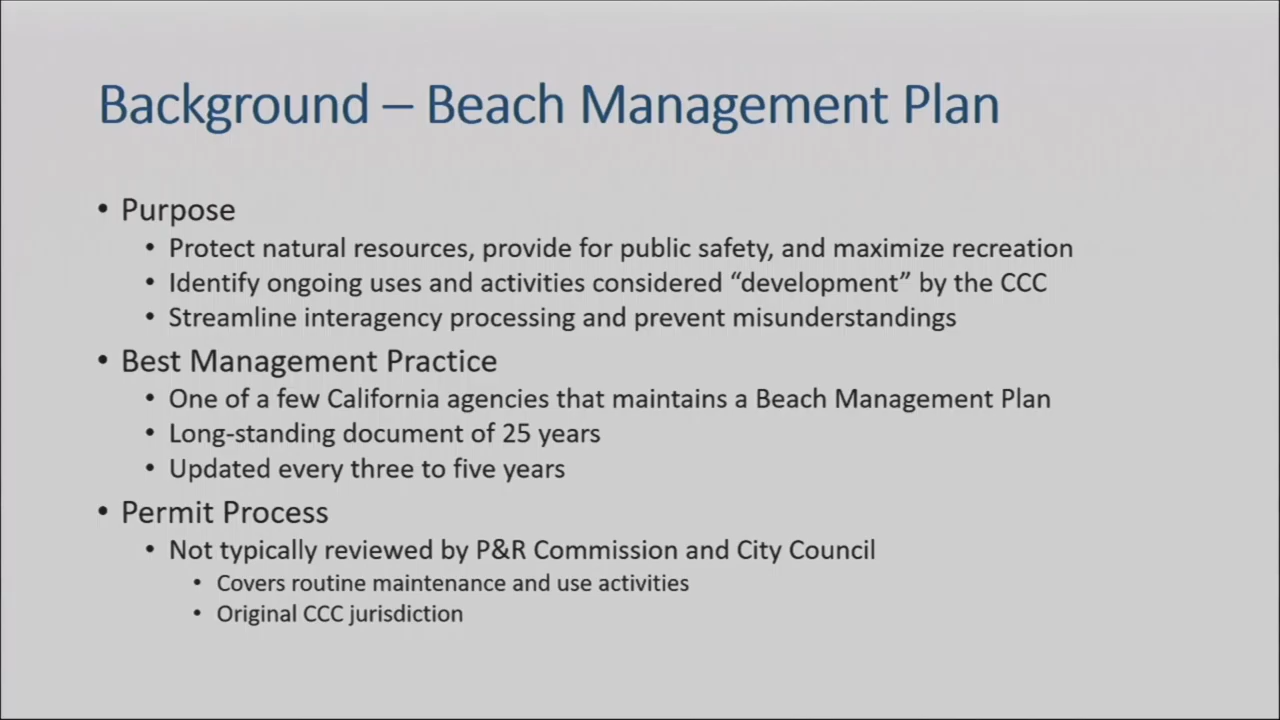 Background – Beach Management Plan
• Purpose
• Protect natural resources, provide for public safety, and maximize recreation
• Identify ongoing uses and activities considered “development” by the CCC
• Streamline interagency processing and prevent misunderstandings
• Best Management Practice
• One of a few California agencies that maintains a Beach Management Plan
• Long-standing document of 25 years
• Updated every three to five years
• Permit Process
• Not typically reviewed by P&R Commission and City Council
• Covers routine maintenance and use activities
• Original CCC jurisdiction